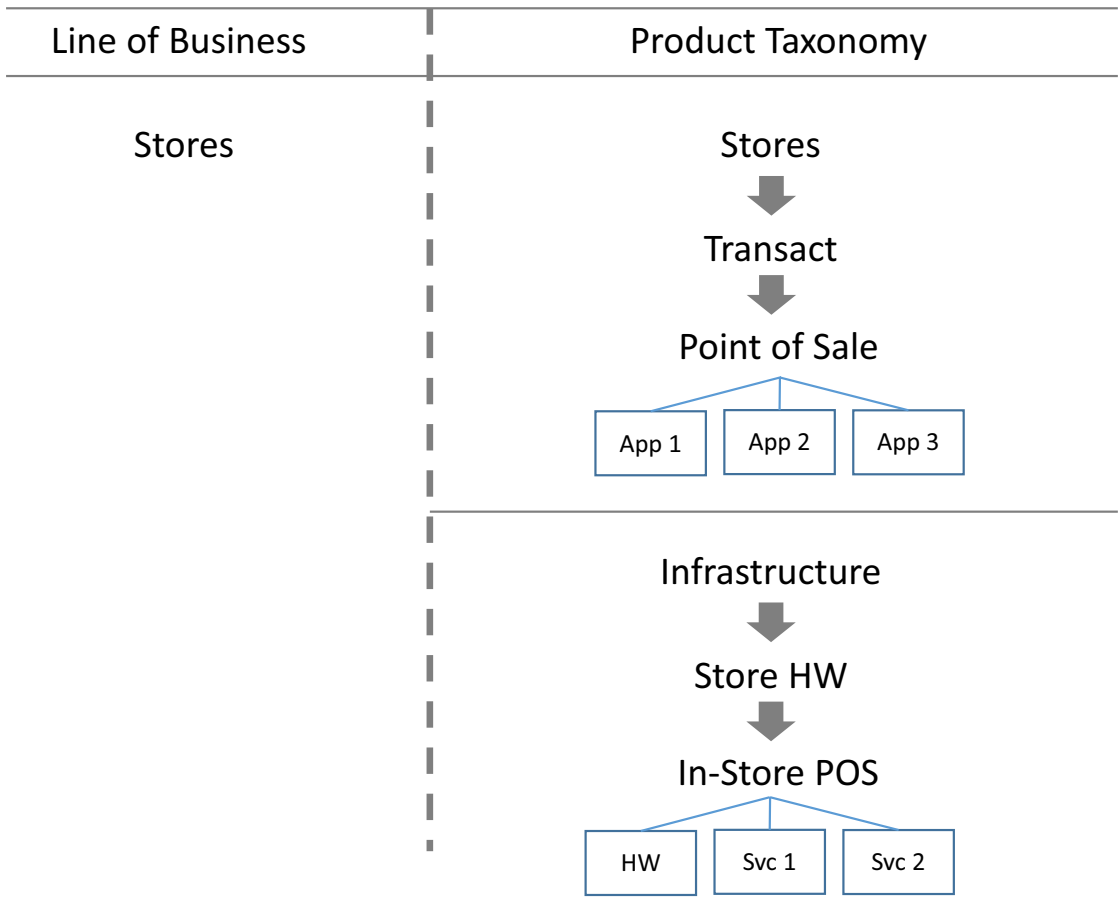 Line of Business
Product Taxonomy
Stores
Stores
Transact
Point of Sale
App 1
App 2
App 3
Infrastructure
Store HW
In-Store POS
HW
Svc 1
Svc 2